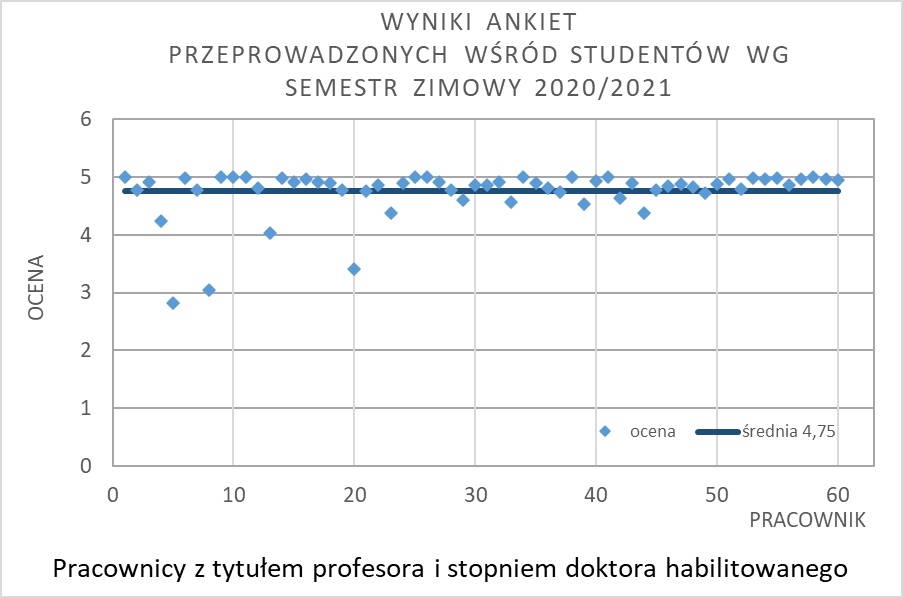 WYNIKI ANKIET
PRZEPROWADZONYCH WŚRÓD STUDENTÓW WG
SEMESTR ZIMOWY 2020/2021
6
5
4
3
2
1
0
OCENA
ocena
średnia 4,75
0 10 20 30 40 50 60
PRACOWNIK
Pracownicy z tytułem profesora i stopniem doktora habilitowanego